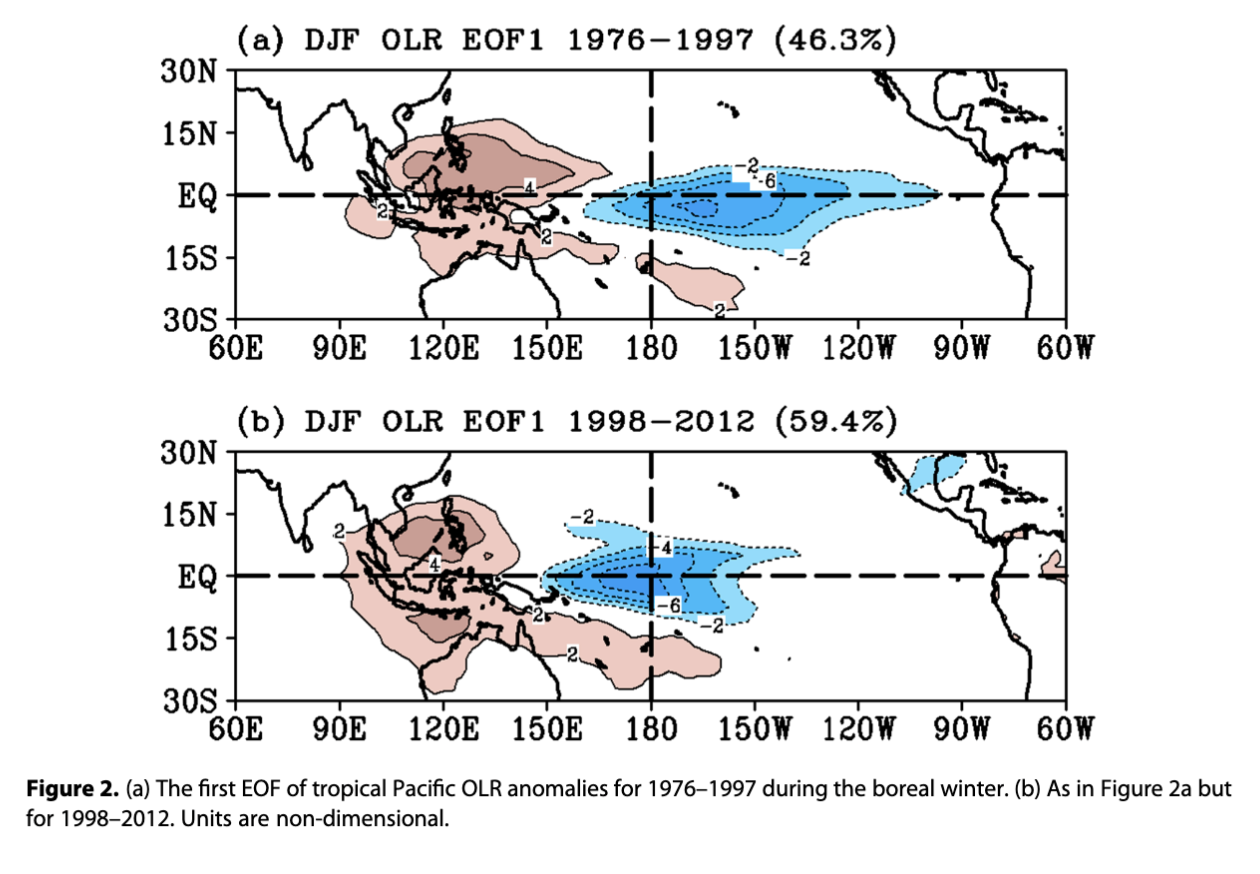 (a) DJF OLR EOF1 1976−1997 (46.3%)
30N
15N
−2
−6
EQ
4
2
2
15S
−2
2
30S
60E 90E 120E 150E 180 150W 120W 90W 60W
(b) DJF OLR EOF1 1998−2012 (59.4%)
30N
15N
−2
2
−4
4
EQ
−6
2
−2
15S
2
30S
60E 90E 120E 150E 180 150W 120W 90W 60W
Figure 2. (a) The first EOF of tropical Pacific OLR anomalies for 1976–1997 during the boreal winter. (b) As in Figure 2a but
for 1998–2012. Units are non-dimensional.